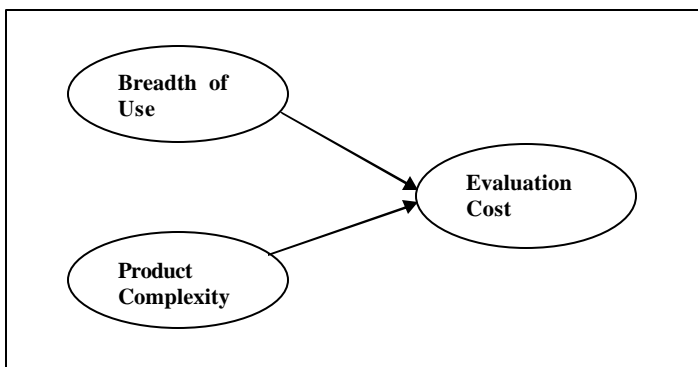 Breadth of
Use
Evaluation
Cost
Product
Complexity